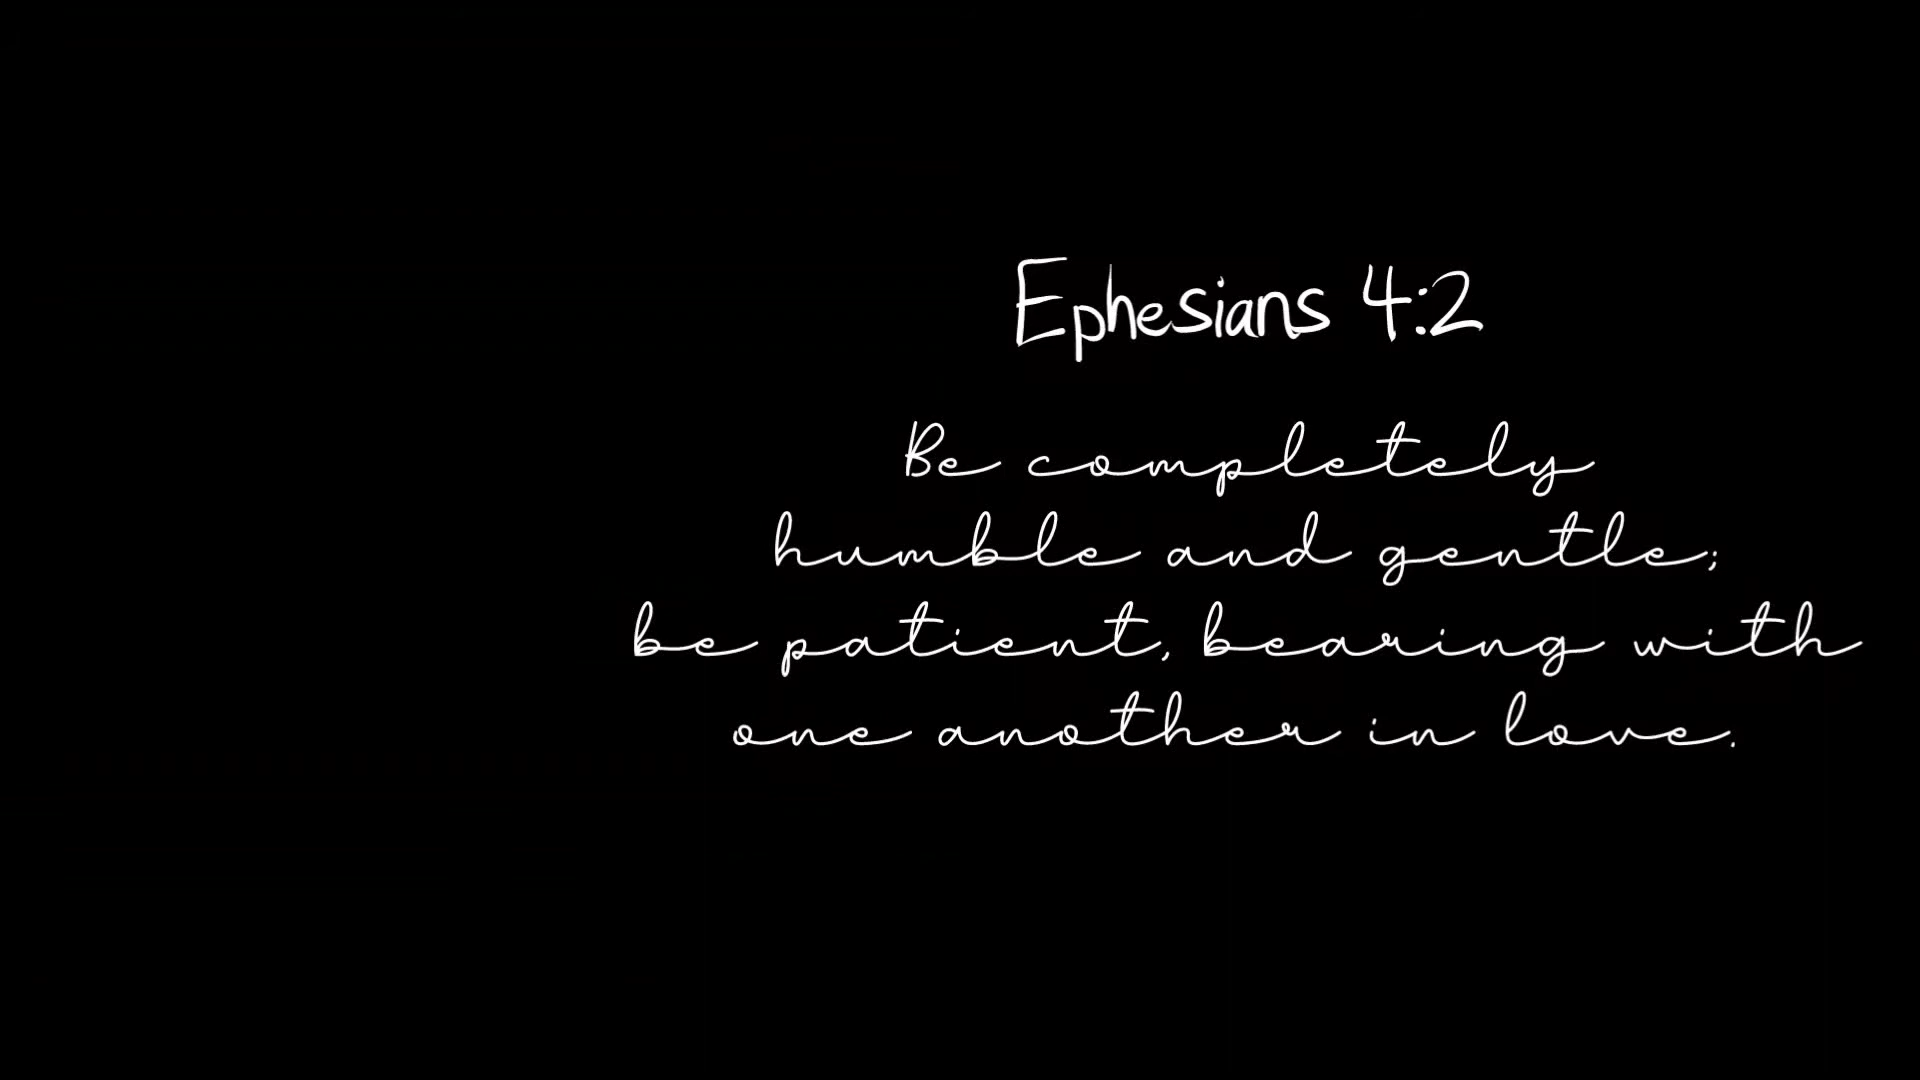 Ephesians 4:2
Be completely
humble and gentle;
be patient, bearing with
one another in love.